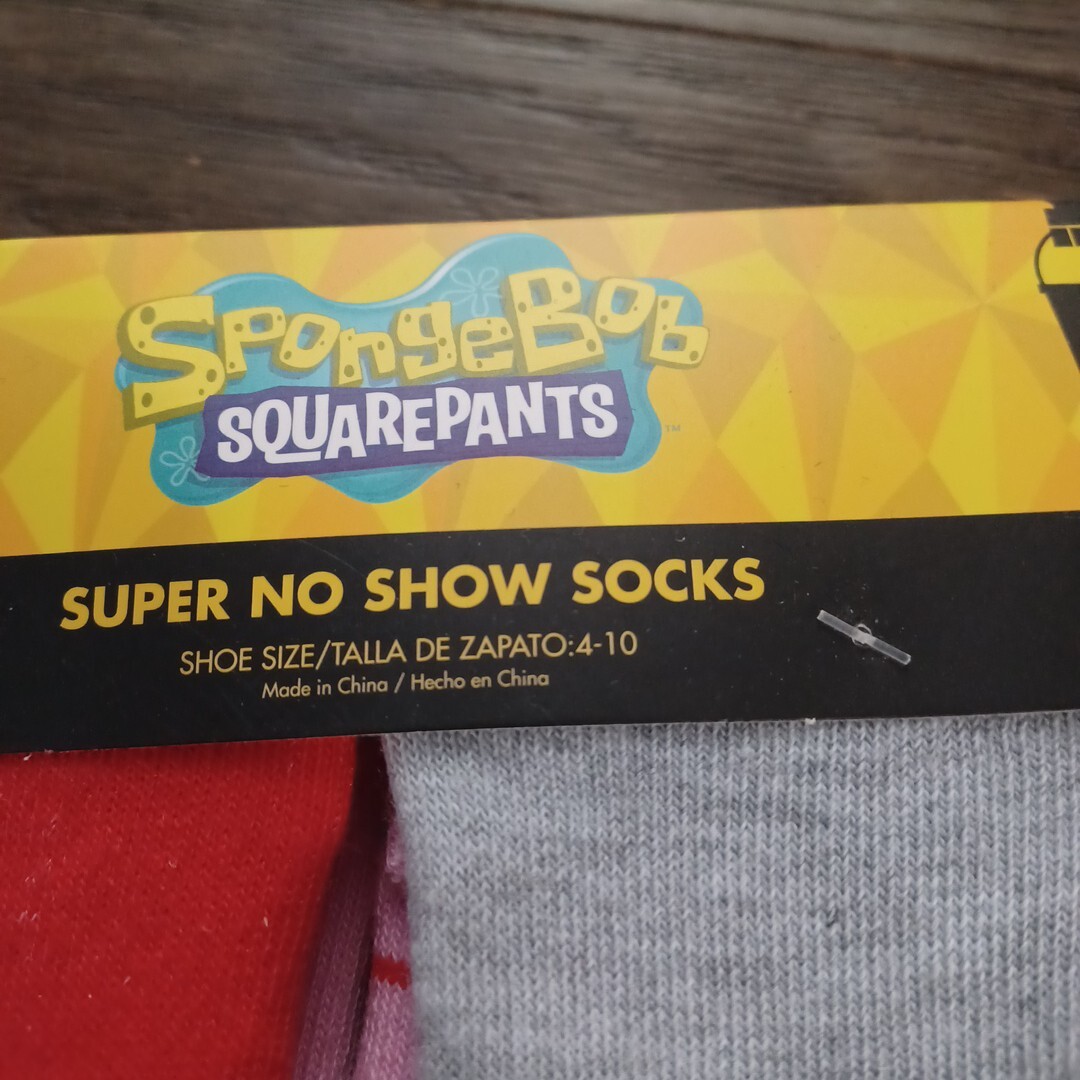 SpongeBob
SQUAREPANTS ™
SUPER NO SHOW SOCKS
SHOE SIZE/TALLA DE ZAPATO:4-10
Made in China / Hecho en China